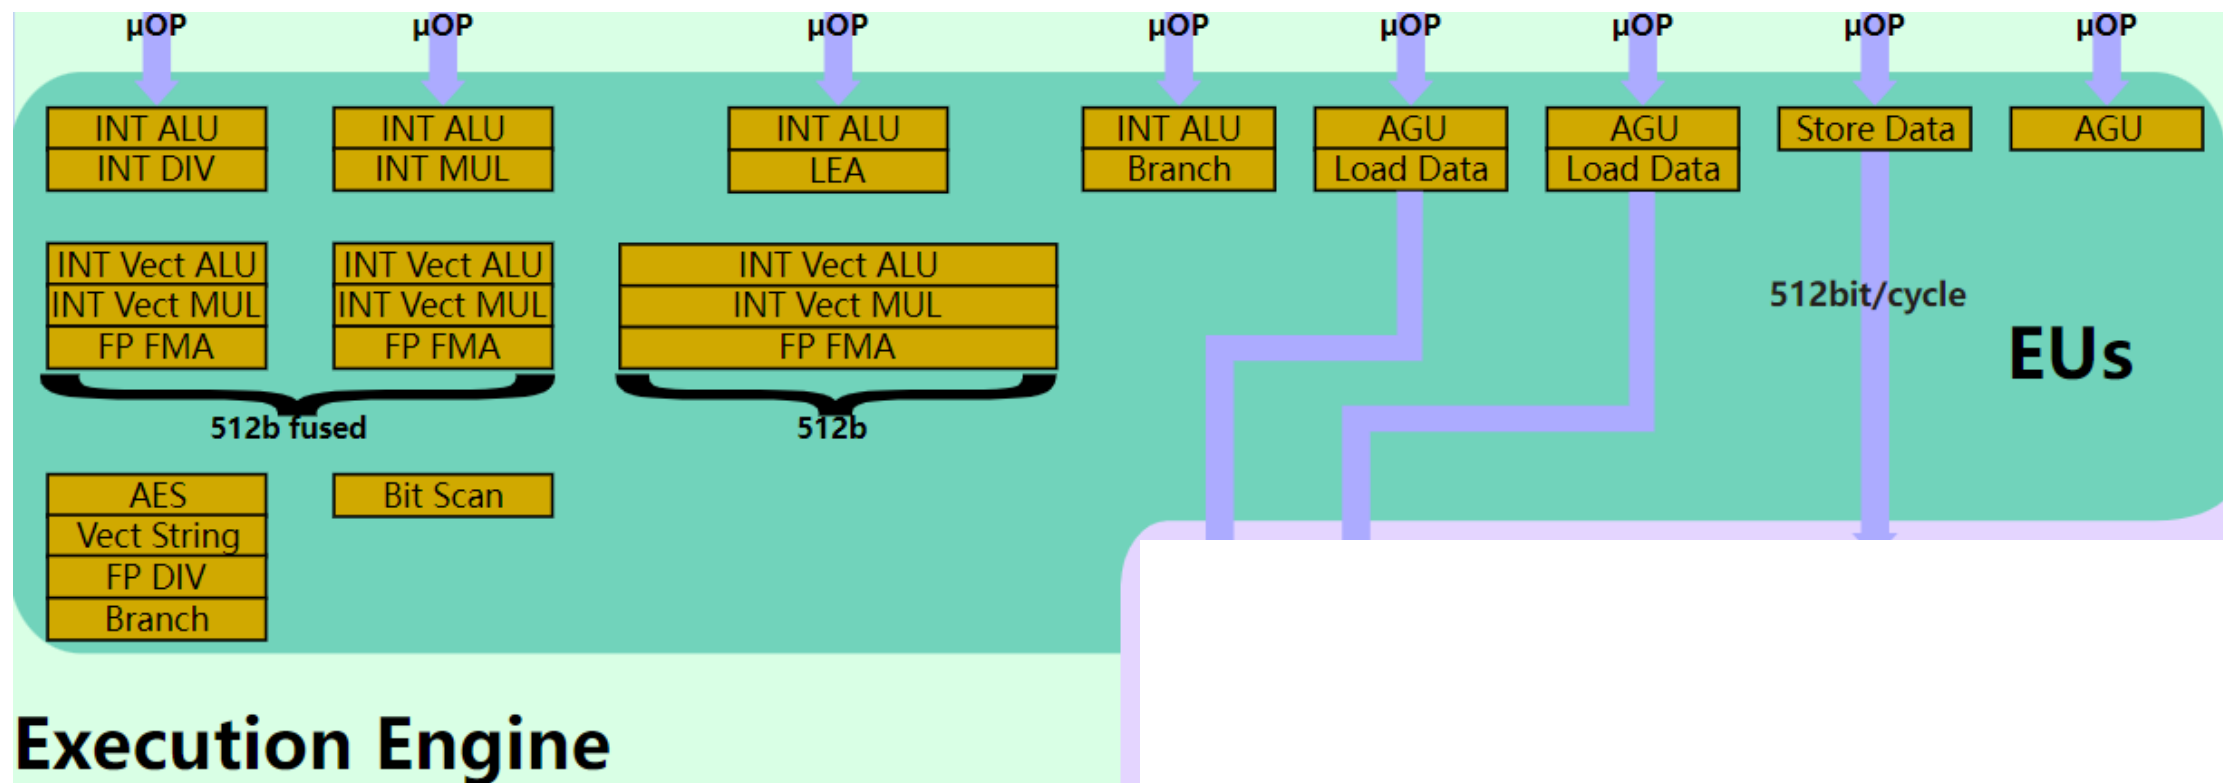 µOP µOP µOP µOP µOP µOP µOP µOP
INT ALU INT ALU INT ALU INT ALU AGU AGU Store Data AGU
INT DIV INT MUL LEA Branch Load Data Load Data
INT Vect ALU INT Vect ALU INT Vect ALU
INT Vect MUL INT Vect MUL INT Vect MUL
FP FMA FP FMA FP FMA
512bit/cycle
EUs
512b fused 512b
AES Bit Scan
Vect String
FP DIV
Branch
Execution Engine